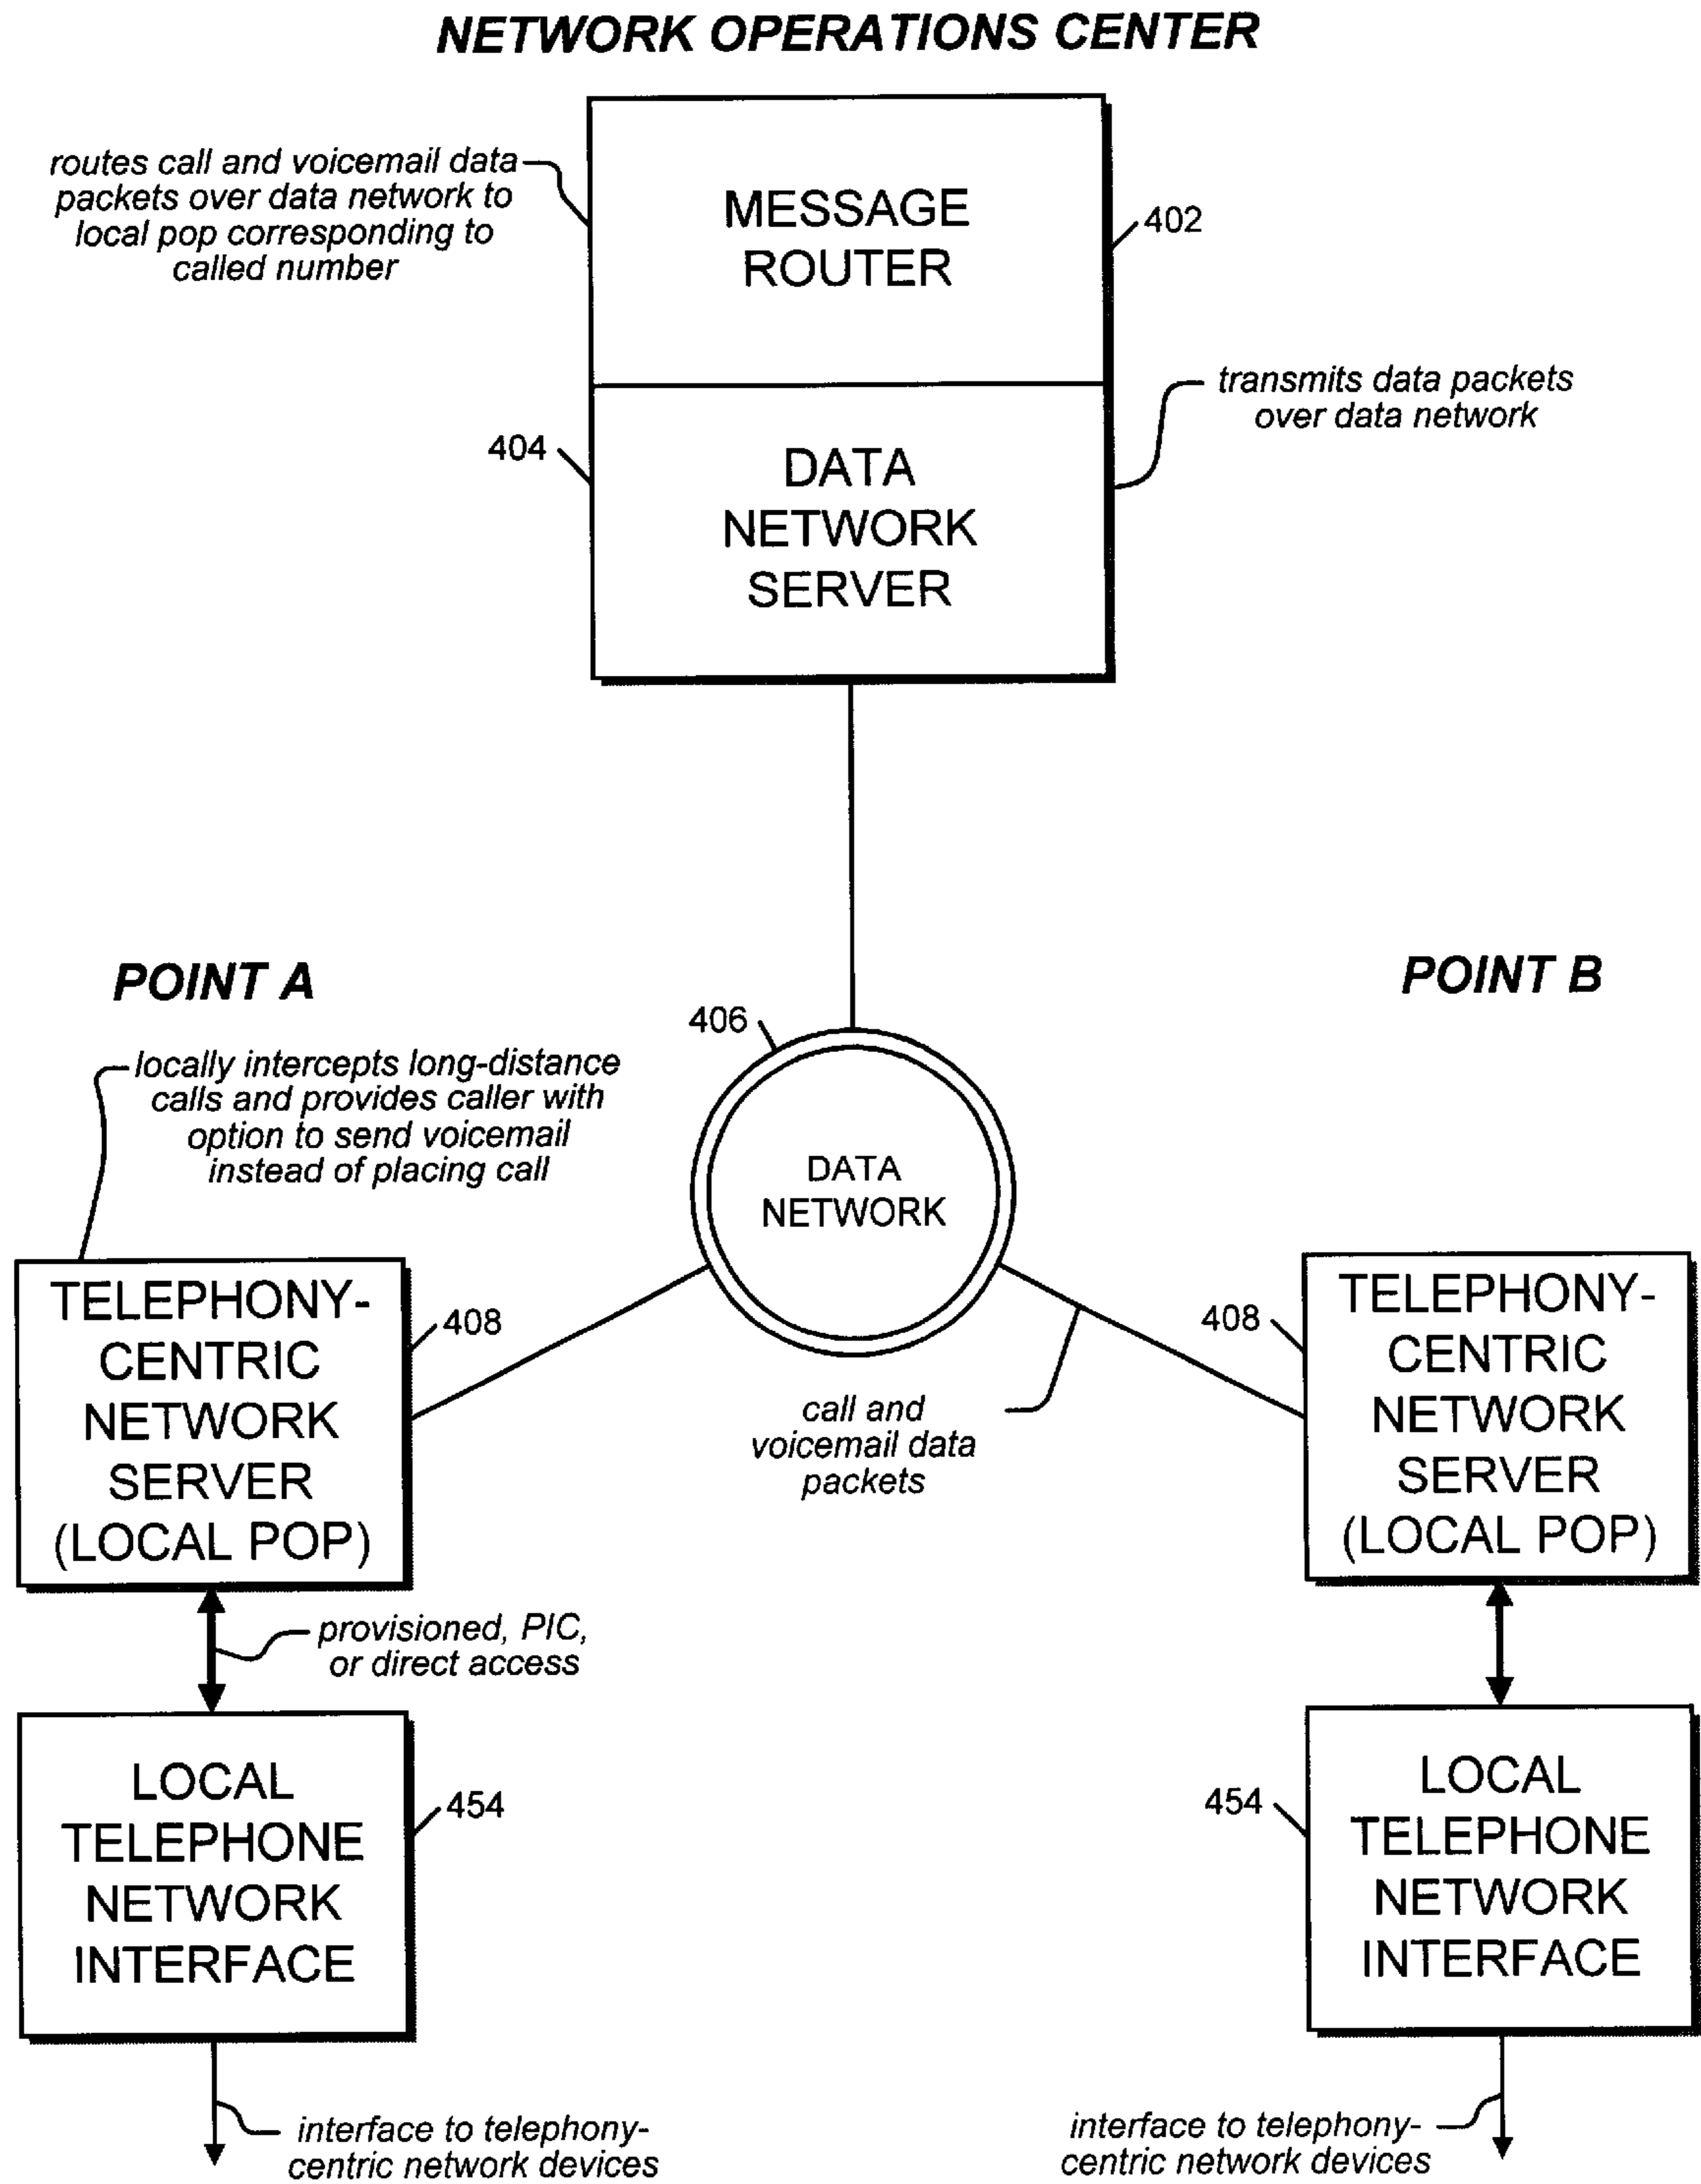 NETWORK OPERATIONS CENTER
routes call and voicemail data
packets over data network to
local pop corresponding to
called number
MESSAGE
ROUTER
402
transmits data packets
over data network
404
DATA
NETWORK
SERVER
POINT A
POINT B
406
locally intercepts long-distance
calls and provides caller with
option to send voicemail
instead of placing call
DATA
NETWORK
TELEPHONY-
CENTRIC
NETWORK
SERVER
(LOCAL POP)
408
408
TELEPHONY-
CENTRIC
NETWORK
SERVER
(LOCAL POP)
call and
voicemail data
packets
provisioned, PIC,
or direct access
LOCAL
TELEPHONE
NETWORK
INTERFACE
454
454
LOCAL
TELEPHONE
NETWORK
INTERFACE
interface to telephony-
centric network devices
interface to telephony-
centric network devices